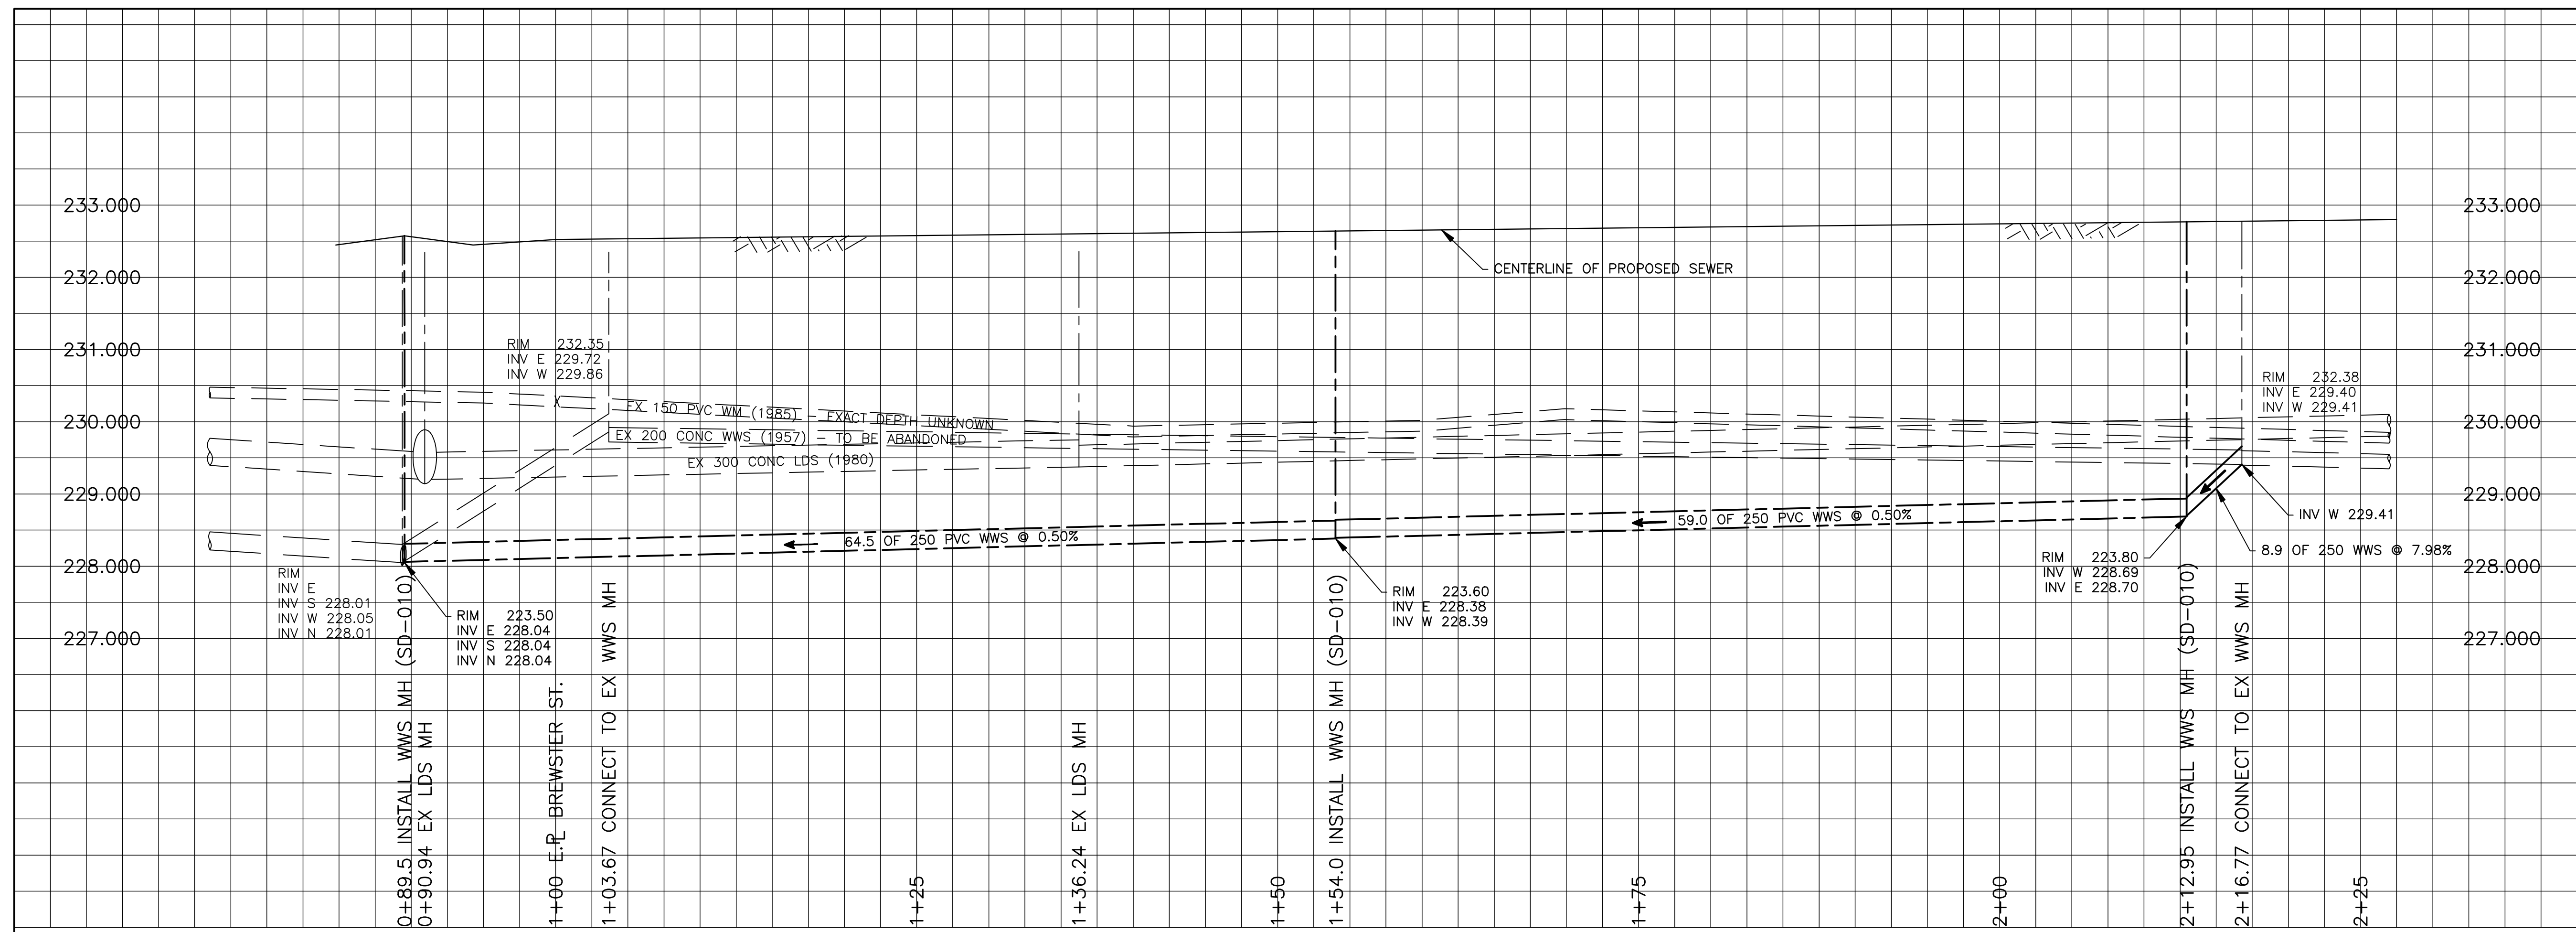 233.000
233.000
232.000
232.000
231.000
231.000
230.000
230.000
229.000
229.000
228.000
228.000
227.000
227.000
CENTERLINE OF PROPOSED SEWER
RIM 232.35
INV E 229.72
INV W 229.86
RIM 232.38
INV E 229.40
INV W 229.41
EX 150 PVC WM (1985) - EXACT DEPTH UNKNOWN
EX 200 CONC WWS (1957) - TO BE ABANDONED
EX 300 CONC LDS (1980)
64.5 OF 250 PVC WWS @ 0.50%
59.0 OF 250 PVC WWS @ 0.50%
INV W 229.41
8.9 OF 250 WWS @ 7.98%
RIM
INV E
INV S 228.01
INV W 228.05
INV N 228.01
RIM 223.50
INV E 228.04
INV S 228.04
INV N 228.04
RIM 223.60
INV E 228.38
INV W 228.39
RIM 223.80
INV W 228.69
INV E 228.70
0+89.5 INSTALL WWS MH (SD-010)
0+90.94 EX LDS MH
1+00 E.P. BREWSTER ST.
1+03.67 CONNECT TO EX WWS MH
1+25
1+36.24 EX LDS MH
1+50
1+54.0 INSTALL WWS MH (SD-010)
1+75
2+00
2+12.95 INSTALL WWS MH (SD-010)
2+16.77 CONNECT TO EX WWS MH
2+25